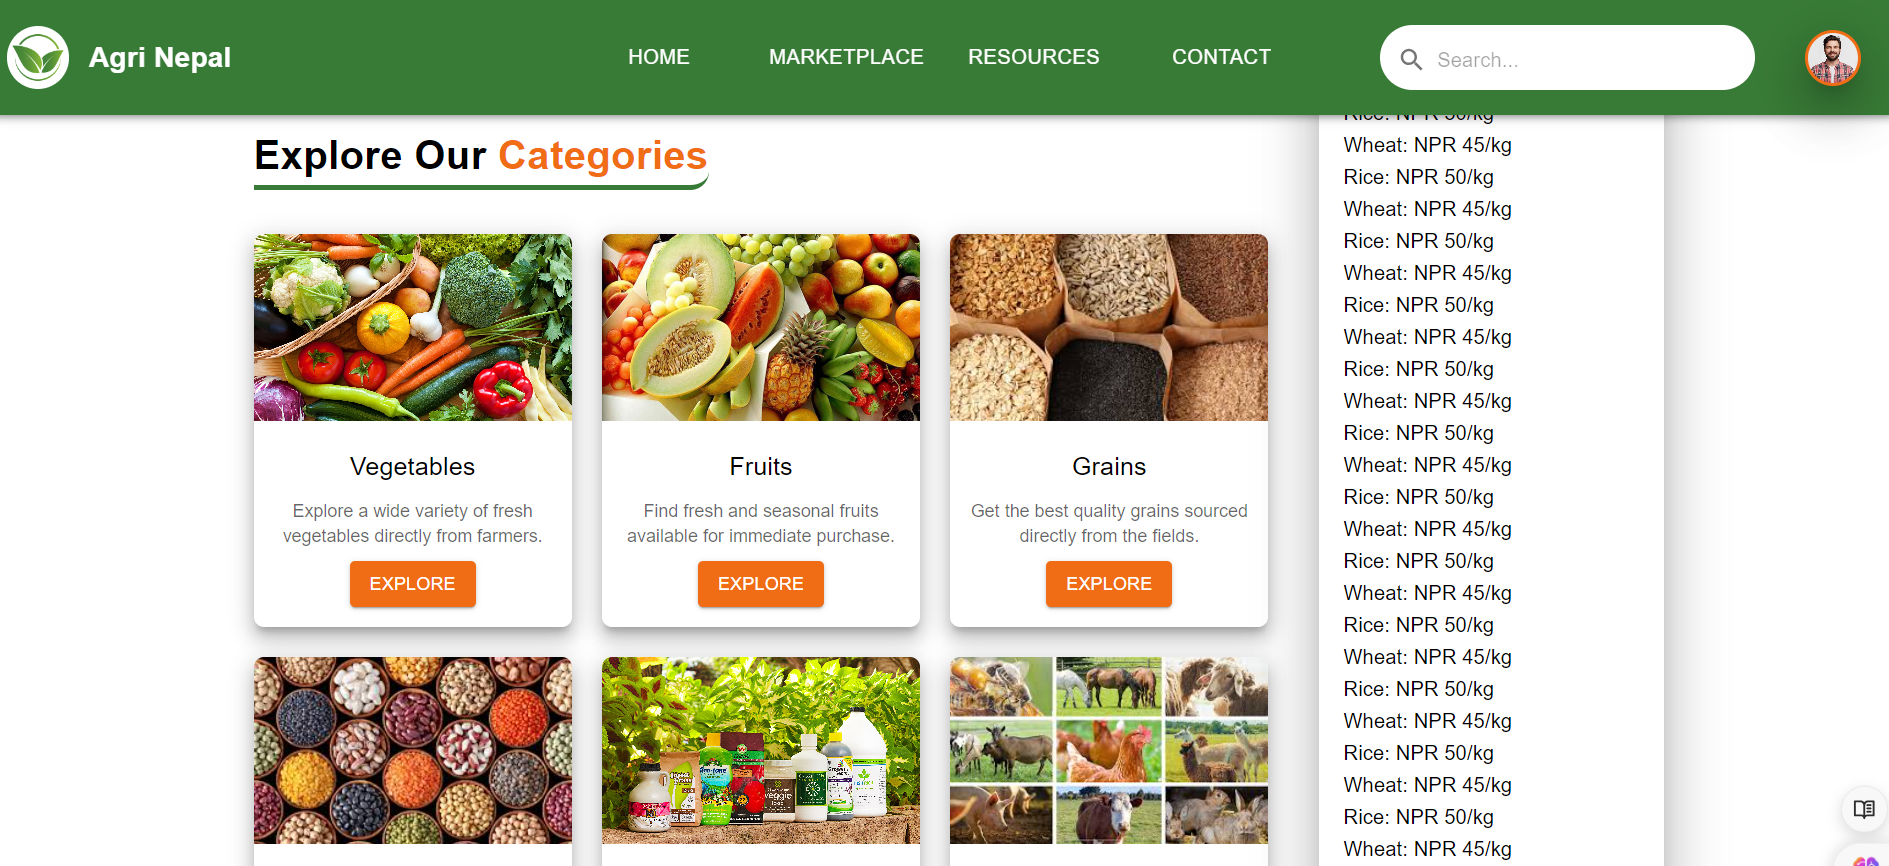 Agri Nepal
HOME
MARKETPLACE
RESOURCES
CONTACT
Search...
Explore Our Categories
Vegetables
Explore a wide variety of fresh
vegetables directly from farmers.
EXPLORE
Fruits
Find fresh and seasonal fruits
available for immediate purchase.
EXPLORE
Grains
Get the best quality grains sourced
directly from the fields.
EXPLORE
Rice: NPR 50/kg
Wheat: NPR 45/kg
Rice: NPR 50/kg
Wheat: NPR 45/kg
Rice: NPR 50/kg
Wheat: NPR 45/kg
Rice: NPR 50/kg
Wheat: NPR 45/kg
Rice: NPR 50/kg
Wheat: NPR 45/kg
Rice: NPR 50/kg
Wheat: NPR 45/kg
Rice: NPR 50/kg
Wheat: NPR 45/kg
Rice: NPR 50/kg
Wheat: NPR 45/kg
Rice: NPR 50/kg
Wheat: NPR 45/kg
Rice: NPR 50/kg
Wheat: NPR 45/kg
Rice: NPR 50/kg
Wheat: NPR 45/kg
Rice: NPR 50/kg
Wheat: NPR 45/kg